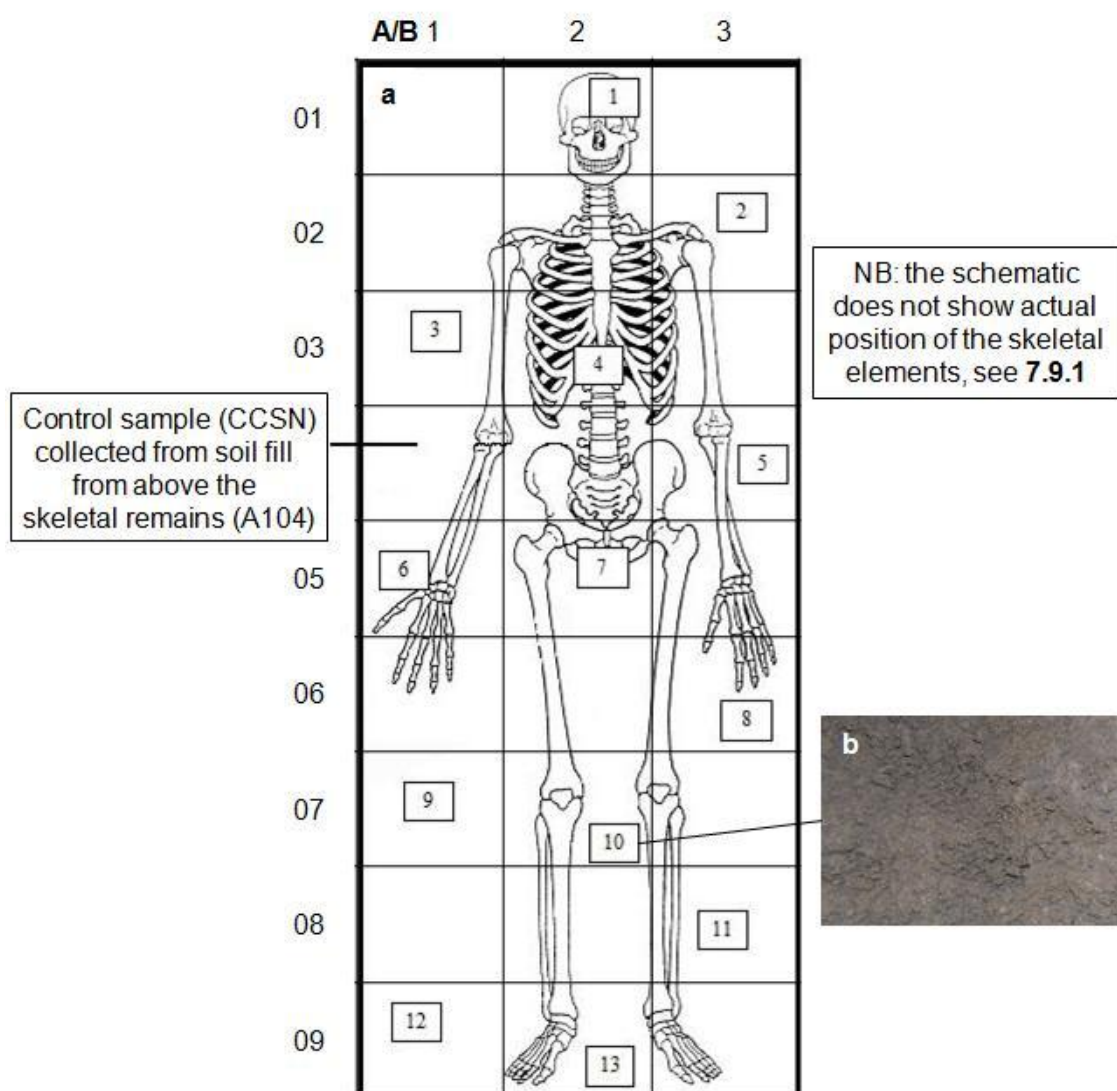 A/B 1 2 3
a
01
1
02
2
NB: the schematic
does not show actual
position of the skeletal
elements, see 7.9.1
03
3
4
Control sample (CCSN)
collected from soil fill
from above the
skeletal remains (A104)
04
5
05
6
7
06
8
b
07
9
10
08
11
09
12
13